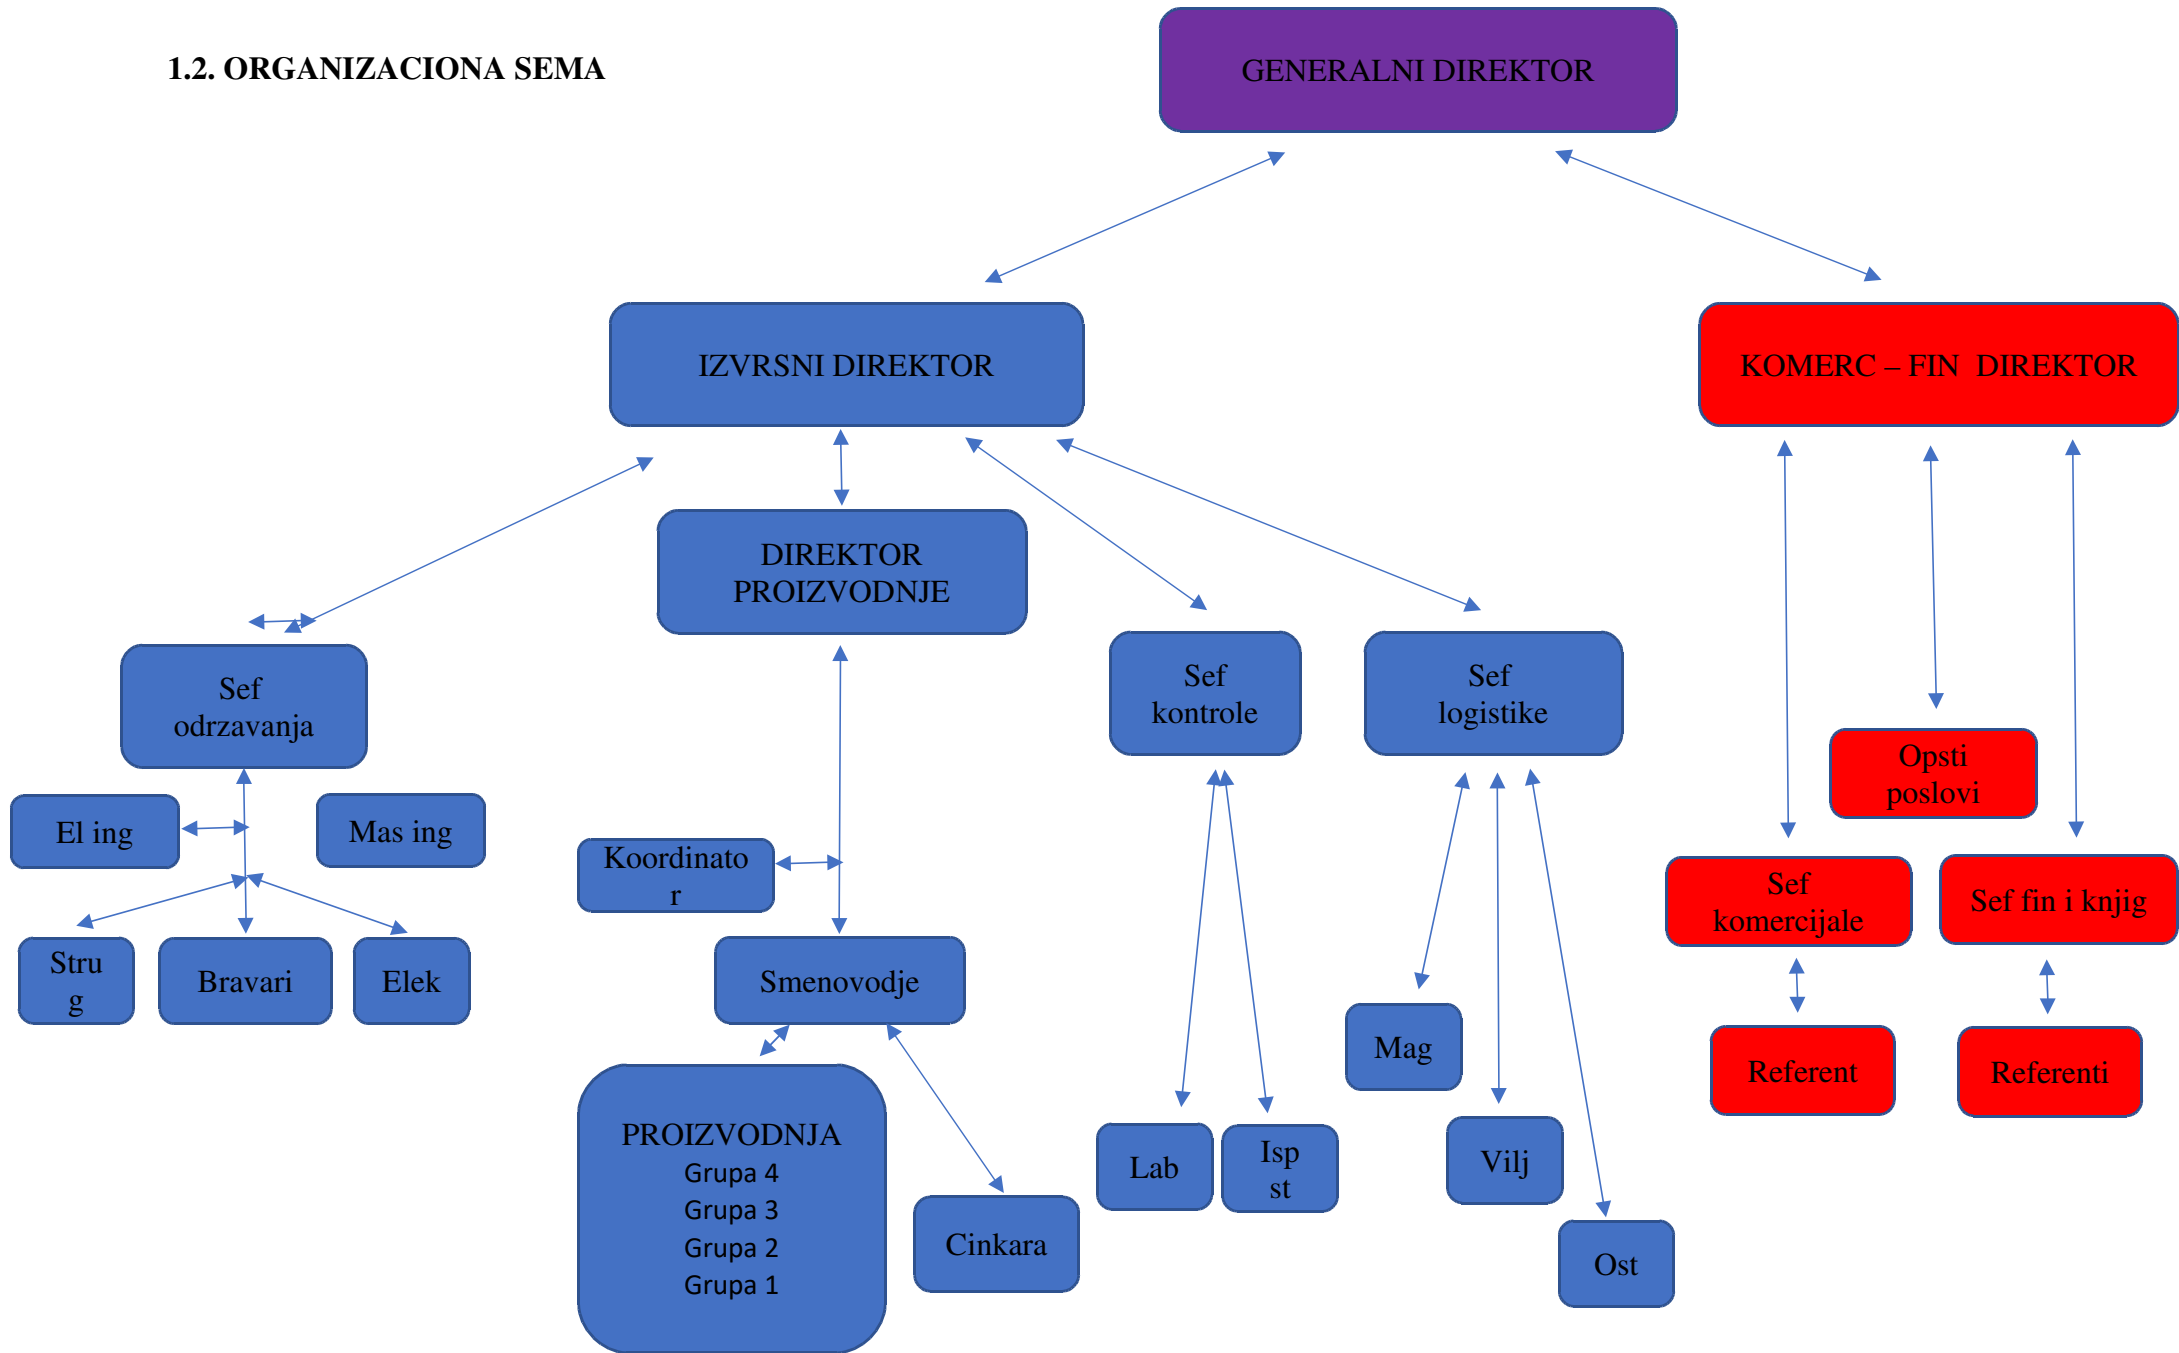 1.2. ORGANIZACIONA SEMA
GENERALNI DIREKTOR
IZVRSNI DIREKTOR
KOMERC – FIN  DIREKTOR
DIREKTOR
PROIZVODNJE
Sef
odrzavanja
Sef
kontrole
Sef
logistike
Opsti
poslovi
El ing
Mas ing
Koordinato
r
Sef
komercijale
Sef fin i knjig
Stru
g
Bravari
Elek
Smenovodje
Mag
Referent
Referenti
PROIZVODNJA
Grupa 4
Grupa 3
Grupa 2
Grupa 1
Cinkara
Lab
Isp
st
Vilj
Ost